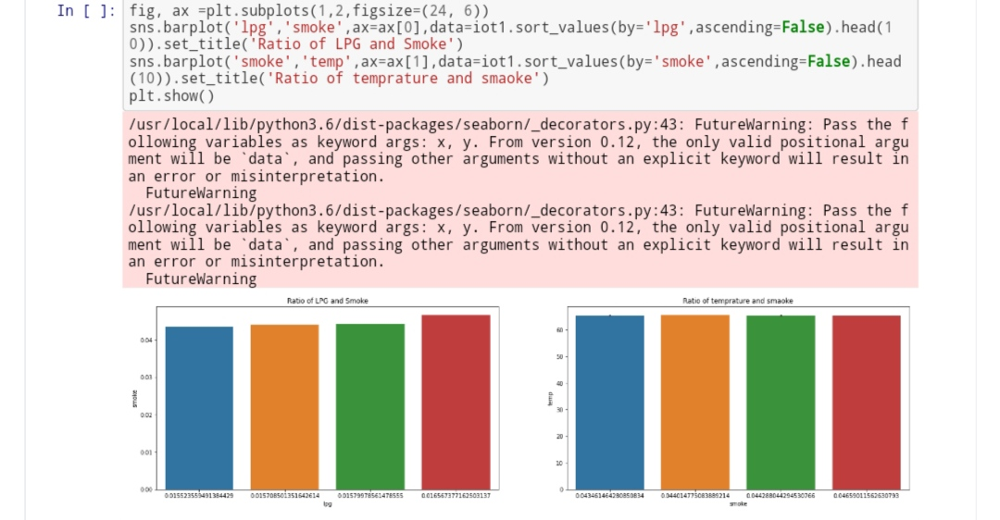 In [ ]: fig, ax =plt.subplots(1,2,figsize=(24, 6))
sns.barplot('lpg','smoke',ax=ax[0],data=iot1.sort_values(by='lpg',ascending=False).head(1
0)).set_title('Ratio of LPG and Smoke')
sns.barplot('smoke','temp',ax=ax[1],data=iot1.sort_values(by='smoke',ascending=False).head
(10)).set_title('Ratio of temprature and smaoke')
plt.show()
/usr/local/lib/python3.6/dist-packages/seaborn/_decorators.py:43: FutureWarning: Pass the f
ollowing variables as keyword args: x, y. From version 0.12, the only valid positional argu
ment will be `data`, and passing other arguments without an explicit keyword will result in
an error or misinterpretation.
FutureWarning
/usr/local/lib/python3.6/dist-packages/seaborn/_decorators.py:43: FutureWarning: Pass the f
ollowing variables as keyword args: x, y. From version 0.12, the only valid positional argu
ment will be `data`, and passing other arguments without an explicit keyword will result in
an error or misinterpretation.
FutureWarning
Ratio of LPG and Smoke
0.04
0.03
0.02
0.01
0.00
smoke
0.015523559491384429 0.015708501351642614 0.01579978561478555 0.016567377162503137
lpg
Ratio of temprature and smaoke
60
50
40
30
20
10
0
temp
0.043461464280850834 0.044014775083889214 0.044288044294530766 0.04659011562630793
smoke